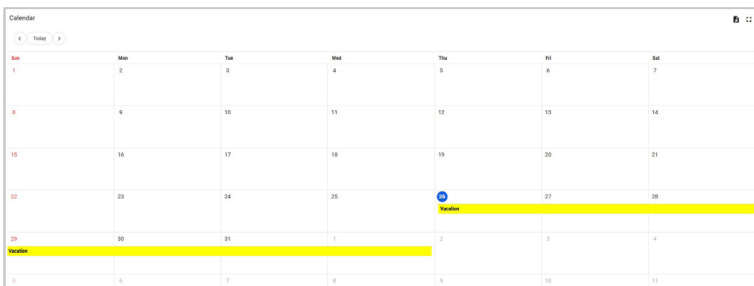 Calendar
Today
Sun Mon Tue Wed Thu Fri Sat
1 2 3 4 5 6 7
8 9 10 11 12 13 14
15 16 17 18 19 20 21
22 23 24 25 26 27 28
Vacation
29 30 31 1 2 3 4
Vacation
5 6 7 8 9 10 11